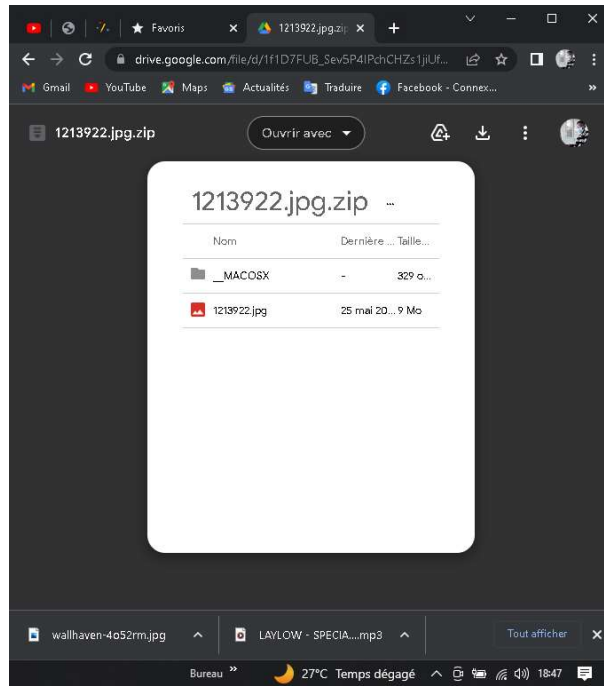 Favoris
1213922.jpg.zip
drive.google.com/file/d/1f1D7FUB_Sev5P4IPchCHZs1jiUf...
Gmail YouTube Maps Actualités Traduire Facebook - Connex... »
1213922.jpg.zip Ouvrir avec
1213922.jpg.zip ...
Nom Dernière ... Taille...
__MACOSX - 329 o...
1213922.jpg 25 mai 20... 9 Mo
wallhaven-4o52rm.jpg LAYLOW - SPECIA....mp3 Tout afficher
Bureau » 27°C Temps dégagé 18:47